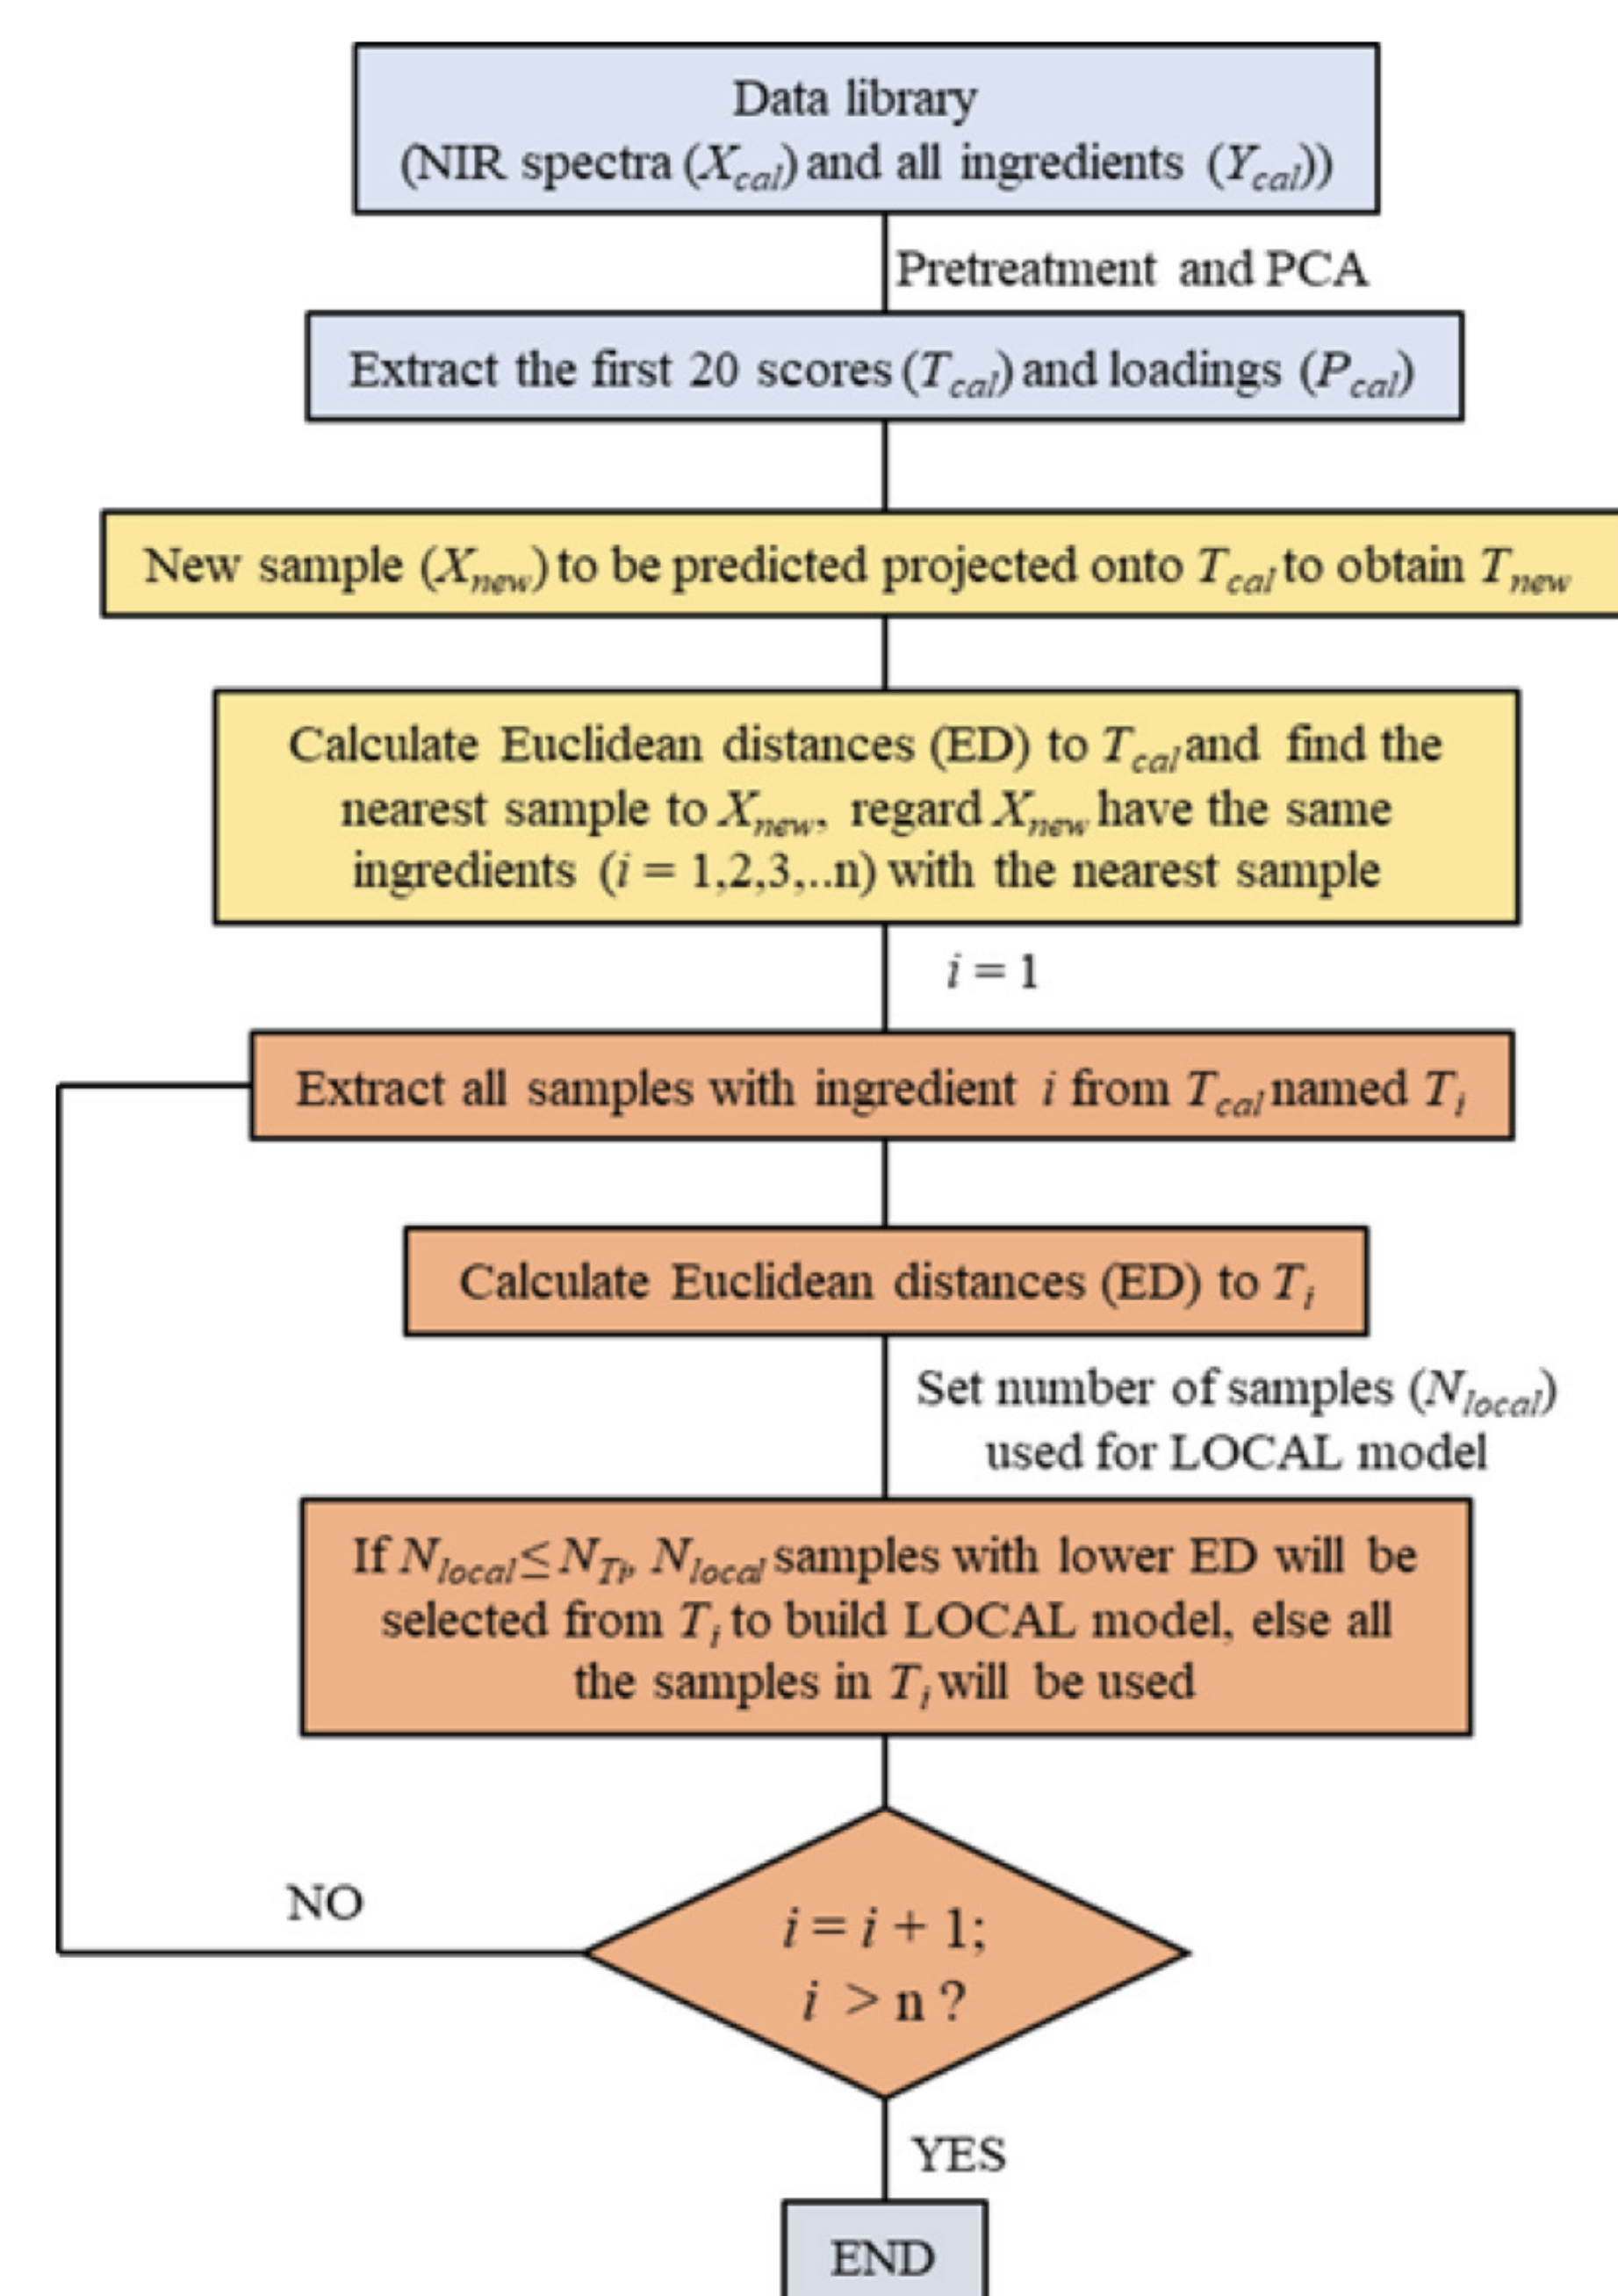 Data library
(NIR spectra (Xcal) and all ingredients (Ycal))
Pretreatment and PCA
Extract the first 20 scores (Tcal) and loadings (Pcal)
New sample (Xnew) to be predicted projected onto Tcal to obtain Tnew
Calculate Euclidean distances (ED) to Tcal and find the
nearest sample to Xnew, regard Xnew have the same
ingredients (i = 1,2,3,..n) with the nearest sample
i = 1
Extract all samples with ingredient i from Tcal named Ti
Calculate Euclidean distances (ED) to Ti
Set number of samples (Nlocal)
used for LOCAL model
If Nlocal ≤ NTi, Nlocal samples with lower ED will be
selected from Ti to build LOCAL model, else all
the samples in Ti will be used
NO
i = i + 1;
i > n ?
YES
END